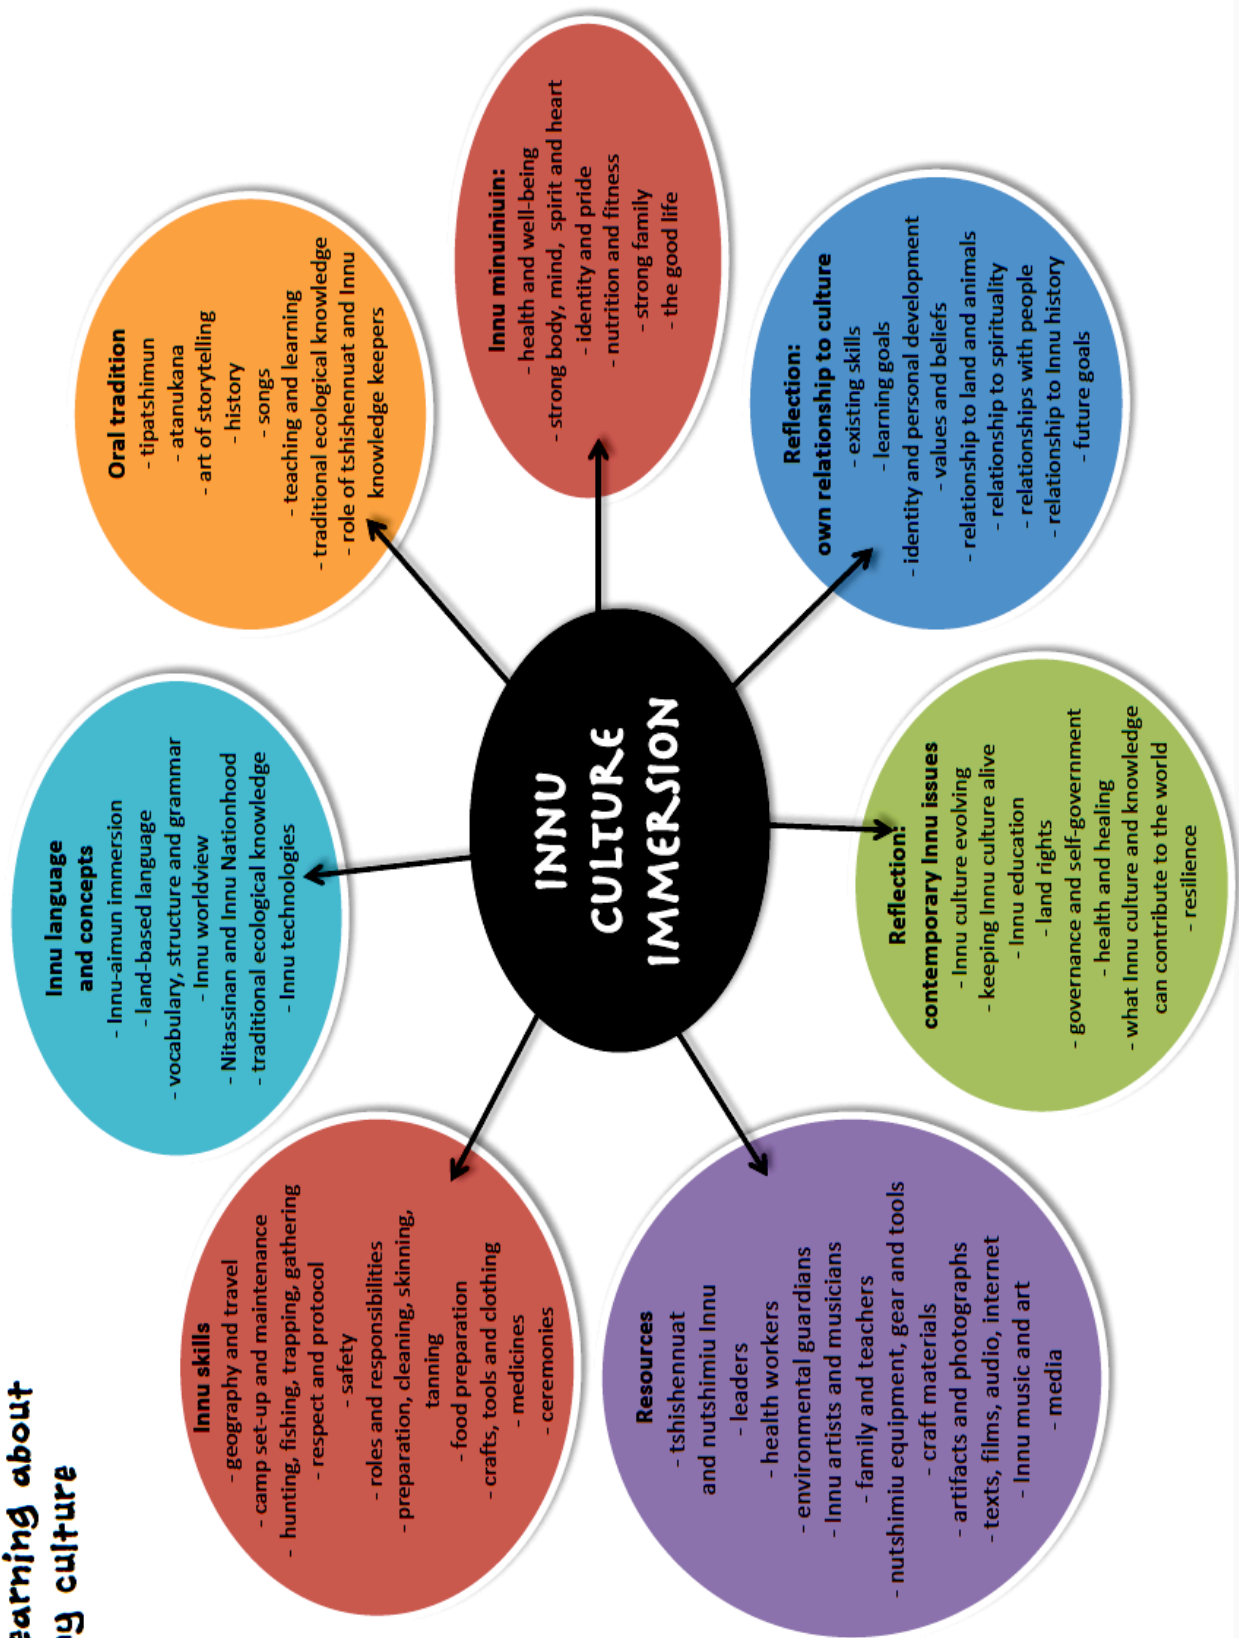 earning about
y culture
Innu skills
- geography and travel
- camp set-up and maintenance
- hunting, fishing, trapping, gathering
- respect and protocol
- safety
- roles and responsibilities
- preparation, cleaning, skinning,
tanning
- food preparation
- crafts, tools and clothing
- medicines
- ceremonies
Innu language
and concepts
- Innu-aimun immersion
- land-based language
- vocabulary, structure and grammar
- Innu worldview
- Nitassinan and Innu Nationhood
- traditional ecological knowledge
- Innu technologies
Oral tradition
- tipatshimun
- atanukana
- art of storytelling
- history
- songs
- teaching and learning
- traditional ecological knowledge
- role of tshishennuat and Innu
knowledge keepers
Innu minuiniuin:
- health and well-being
- strong body, mind, spirit and heart
- identity and pride
- nutrition and fitness
- strong family
- the good life
INNU
CULTURE
IMMERSION
Resources
- tshishennuat
and nutshimiu Innu
- leaders
- health workers
- environmental guardians
- Innu artists and musicians
- family and teachers
- nutshimiu equipment, gear and tools
- craft materials
- artifacts and photographs
- texts, films, audio, internet
- Innu music and art
- media
Reflection:
contemporary Innu issues
- Innu culture evolving
- keeping Innu culture alive
- Innu education
- land rights
- governance and self-government
- health and healing
- what Innu culture and knowledge
can contribute to the world
- resilience
Reflection:
own relationship to culture
- existing skills
- learning goals
- identity and personal development
- values and beliefs
- relationship to land and animals
- relationship to spirituality
- relationships with people
- relationship to Innu history
- future goals